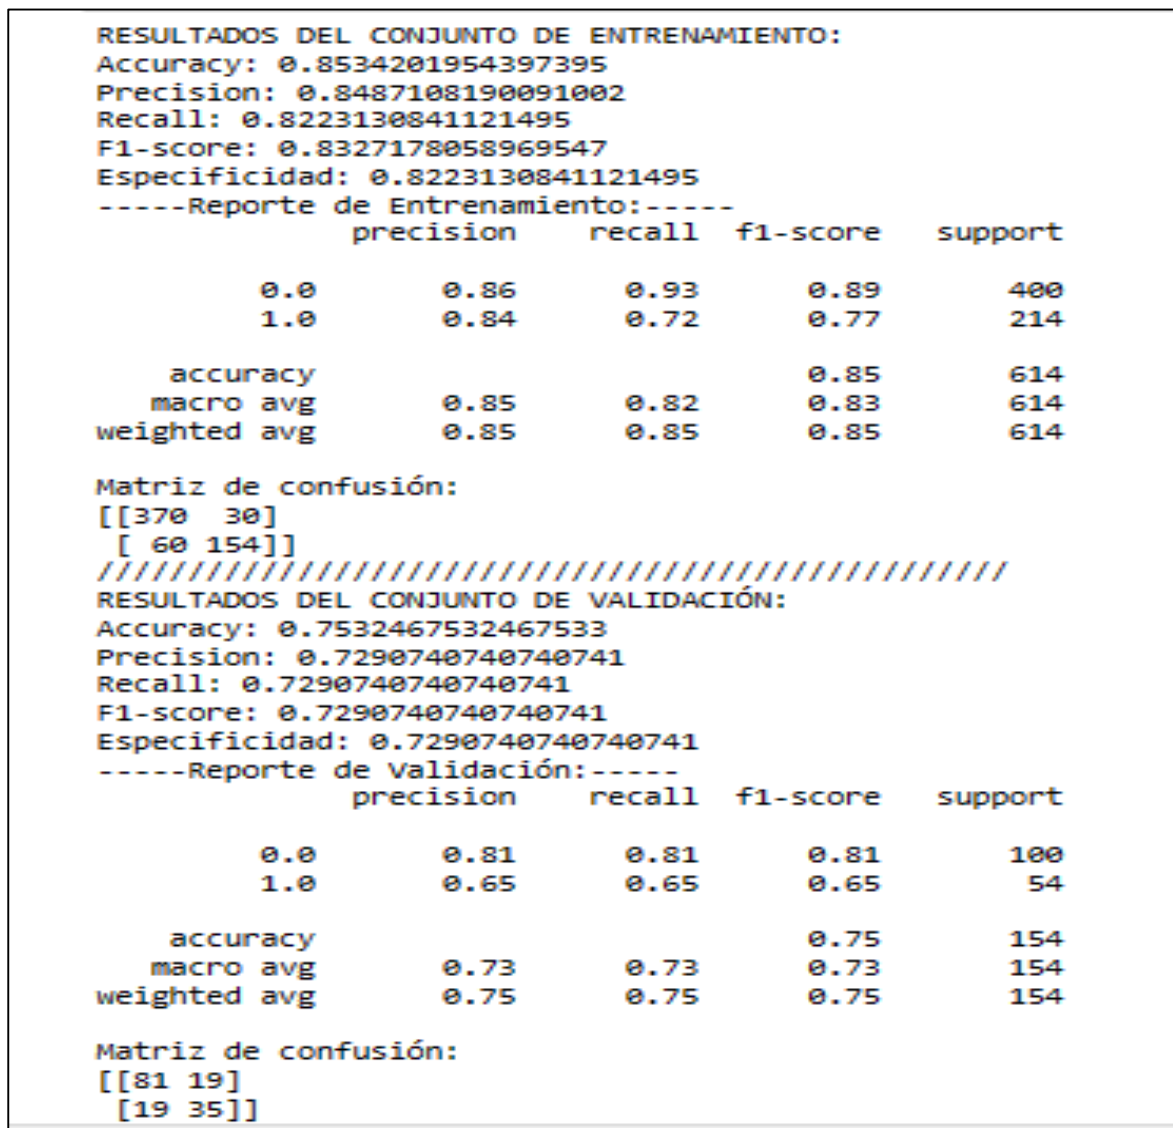 RESULTADOS DEL CONJUNTO DE ENTRENAMIENTO:
Accuracy: 0.8534201954397395
Precision: 0.8487108190091002
Recall: 0.8223130841121495
F1-score: 0.8327178058969547
Especificidad: 0.8223130841121495
-----Reporte de Entrenamiento:-----
precision recall f1-score support
0.0 0.86 0.93 0.89 400
1.0 0.84 0.72 0.77 214
accuracy 0.85 614
macro avg 0.85 0.82 0.83 614
weighted avg 0.85 0.85 0.85 614
Matriz de confusión:
[[370 30]
[ 60 154]]
//////////////////////////////////////////////////
RESULTADOS DEL CONJUNTO DE VALIDACIÓN:
Accuracy: 0.7532467532467533
Precision: 0.7290740740740741
Recall: 0.7290740740740741
F1-score: 0.7290740740740741
Especificidad: 0.7290740740740741
-----Reporte de Validación:-----
precision recall f1-score support
0.0 0.81 0.81 0.81 100
1.0 0.65 0.65 0.65 54
accuracy 0.75 154
macro avg 0.73 0.73 0.73 154
weighted avg 0.75 0.75 0.75 154
Matriz de confusión:
[[81 19]
[19 35]]